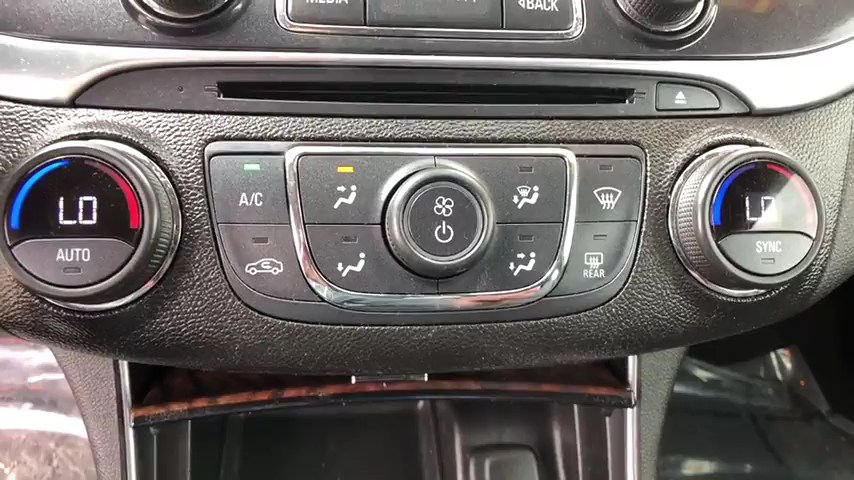 MEDIA
BACK
LO
AUTO
A/C
REAR
LO
SYNC